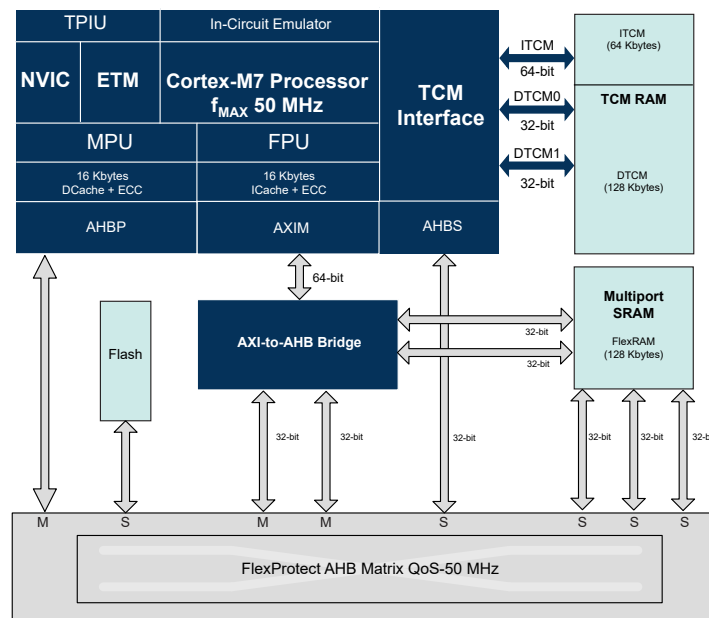 TPIU
In-Circuit Emulator
NVIC
ETM
Cortex-M7 Processor
fMAX 50 MHz
TCM
Interface
MPU
FPU
16 Kbytes
DCache + ECC
16 Kbytes
ICache + ECC
AHBP
AXIM
AHBS
ITCM
64-bit
DTCM0
32-bit
DTCM1
32-bit
ITCM
(64 Kbytes)
TCM RAM
DTCM
(128 Kbytes)
64-bit
Flash
AXI-to-AHB Bridge
32-bit
32-bit
Multiport
SRAM
FlexRAM
(128 Kbytes)
32-bit
32-bit
32-bit
32-bit
32-bit
32-b
M
S
M
M
S
S
S
S
FlexProtect AHB Matrix QoS-50 MHz